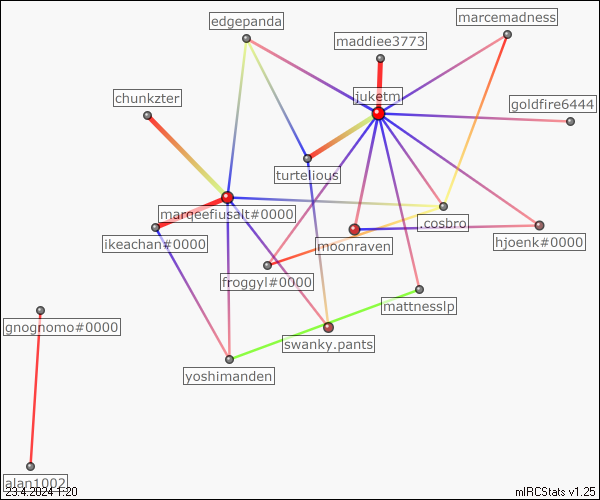 edgepanda
marcemadness
maddiee3773
chunkzter
juketm
goldfire6444
turtelious
marqeefiusalt#0000
.cosbro
ikeachan#0000
moonraven
hjoenk#0000
froggyl#0000
mattnesslp
gnognomo#0000
swanky.pants
yoshimanden
alan1002
23.4.2024 1:20
mIRCStats v1.25